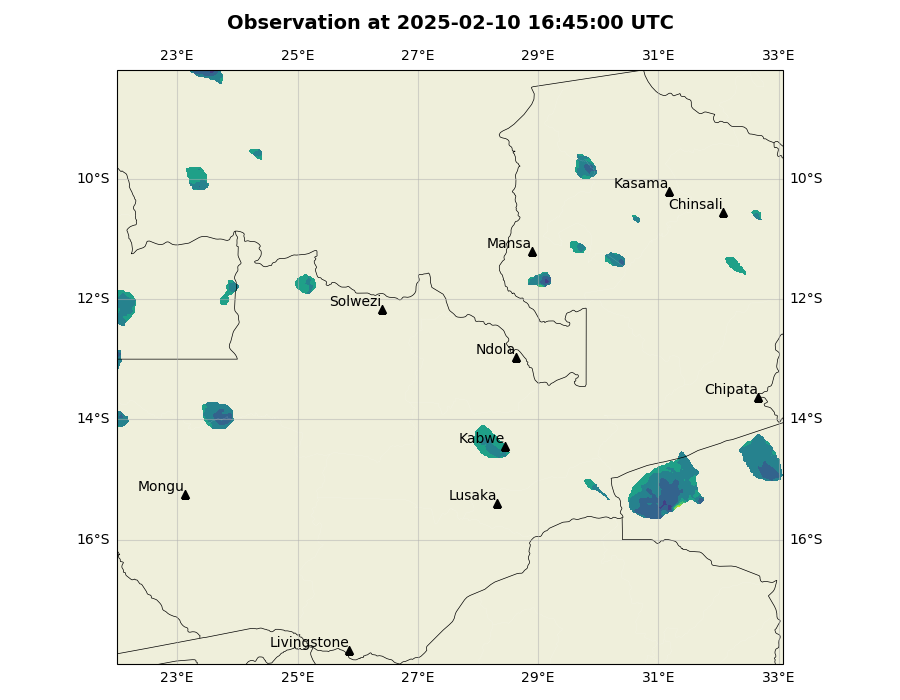 Observation at 2025-02-10 16:45:00 UTC
23°E 25°E 27°E 29°E 31°E 33°E
10°S 10°S
Kasama
Chinsali
Mansa
12°S 12°S
Solwezi
Ndola
Chipata
14°S 14°S
Kabwe
Mongu
Lusaka
16°S 16°S
Livingstone
23°E 25°E 27°E 29°E 31°E 33°E